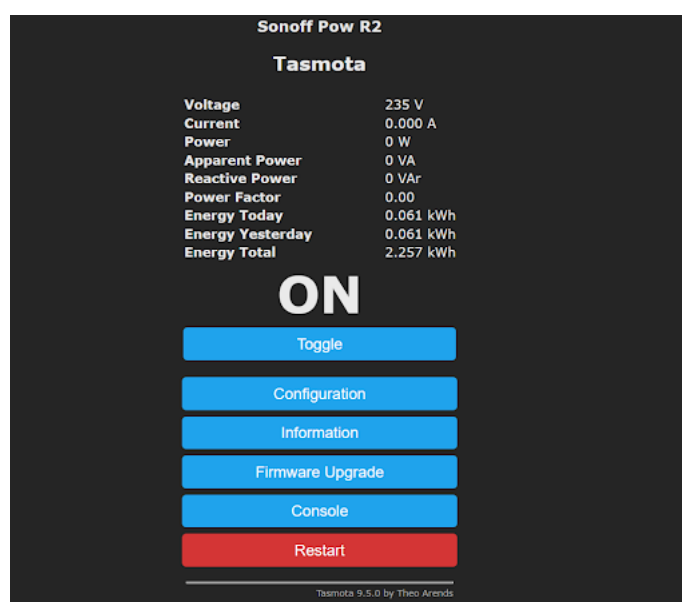 Sonoff Pow R2
Tasmota
Voltage 235 V
Current 0.000 A
Power 0 W
Apparent Power 0 VA
Reactive Power 0 VAr
Power Factor 0.00
Energy Today 0.061 kWh
Energy Yesterday 0.061 kWh
Energy Total 2.257 kWh
ON
Toggle
Configuration
Information
Firmware Upgrade
Console
Restart
Tasmota 9.5.0 by Theo Arends